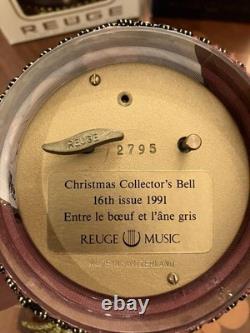 REUGE
REUGE
2795
Christmas Collector's Bell
16th issue 1991
Entre le bœuf et l'âne gris
REUGE MUSIC